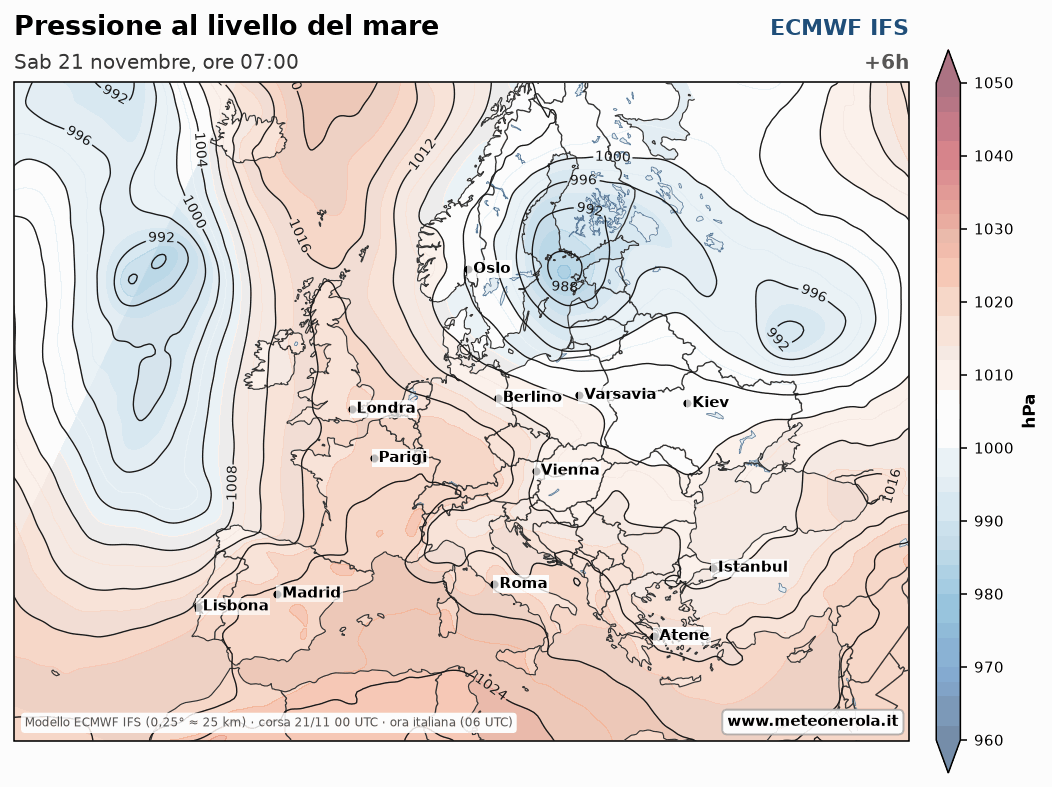 Pressione al livello del mare
ECMWF IFS
Sab 21 novembre, ore 07:00
+6h
992
996
1004
1000
992
1016
1012
1000
996
992
988
996
992
1008
1016
1024
Oslo
Londra
Berlino
Varsavia
Kiev
Parigi
Vienna
Istanbul
Roma
Madrid
Lisbona
Atene
Modello ECMWF IFS (0,25° ≈ 25 km) · corsa 21/11 00 UTC · ora italiana (06 UTC)
www.meteonerola.it
1050
1040
1030
1020
1010
1000
990
980
970
960
hPa